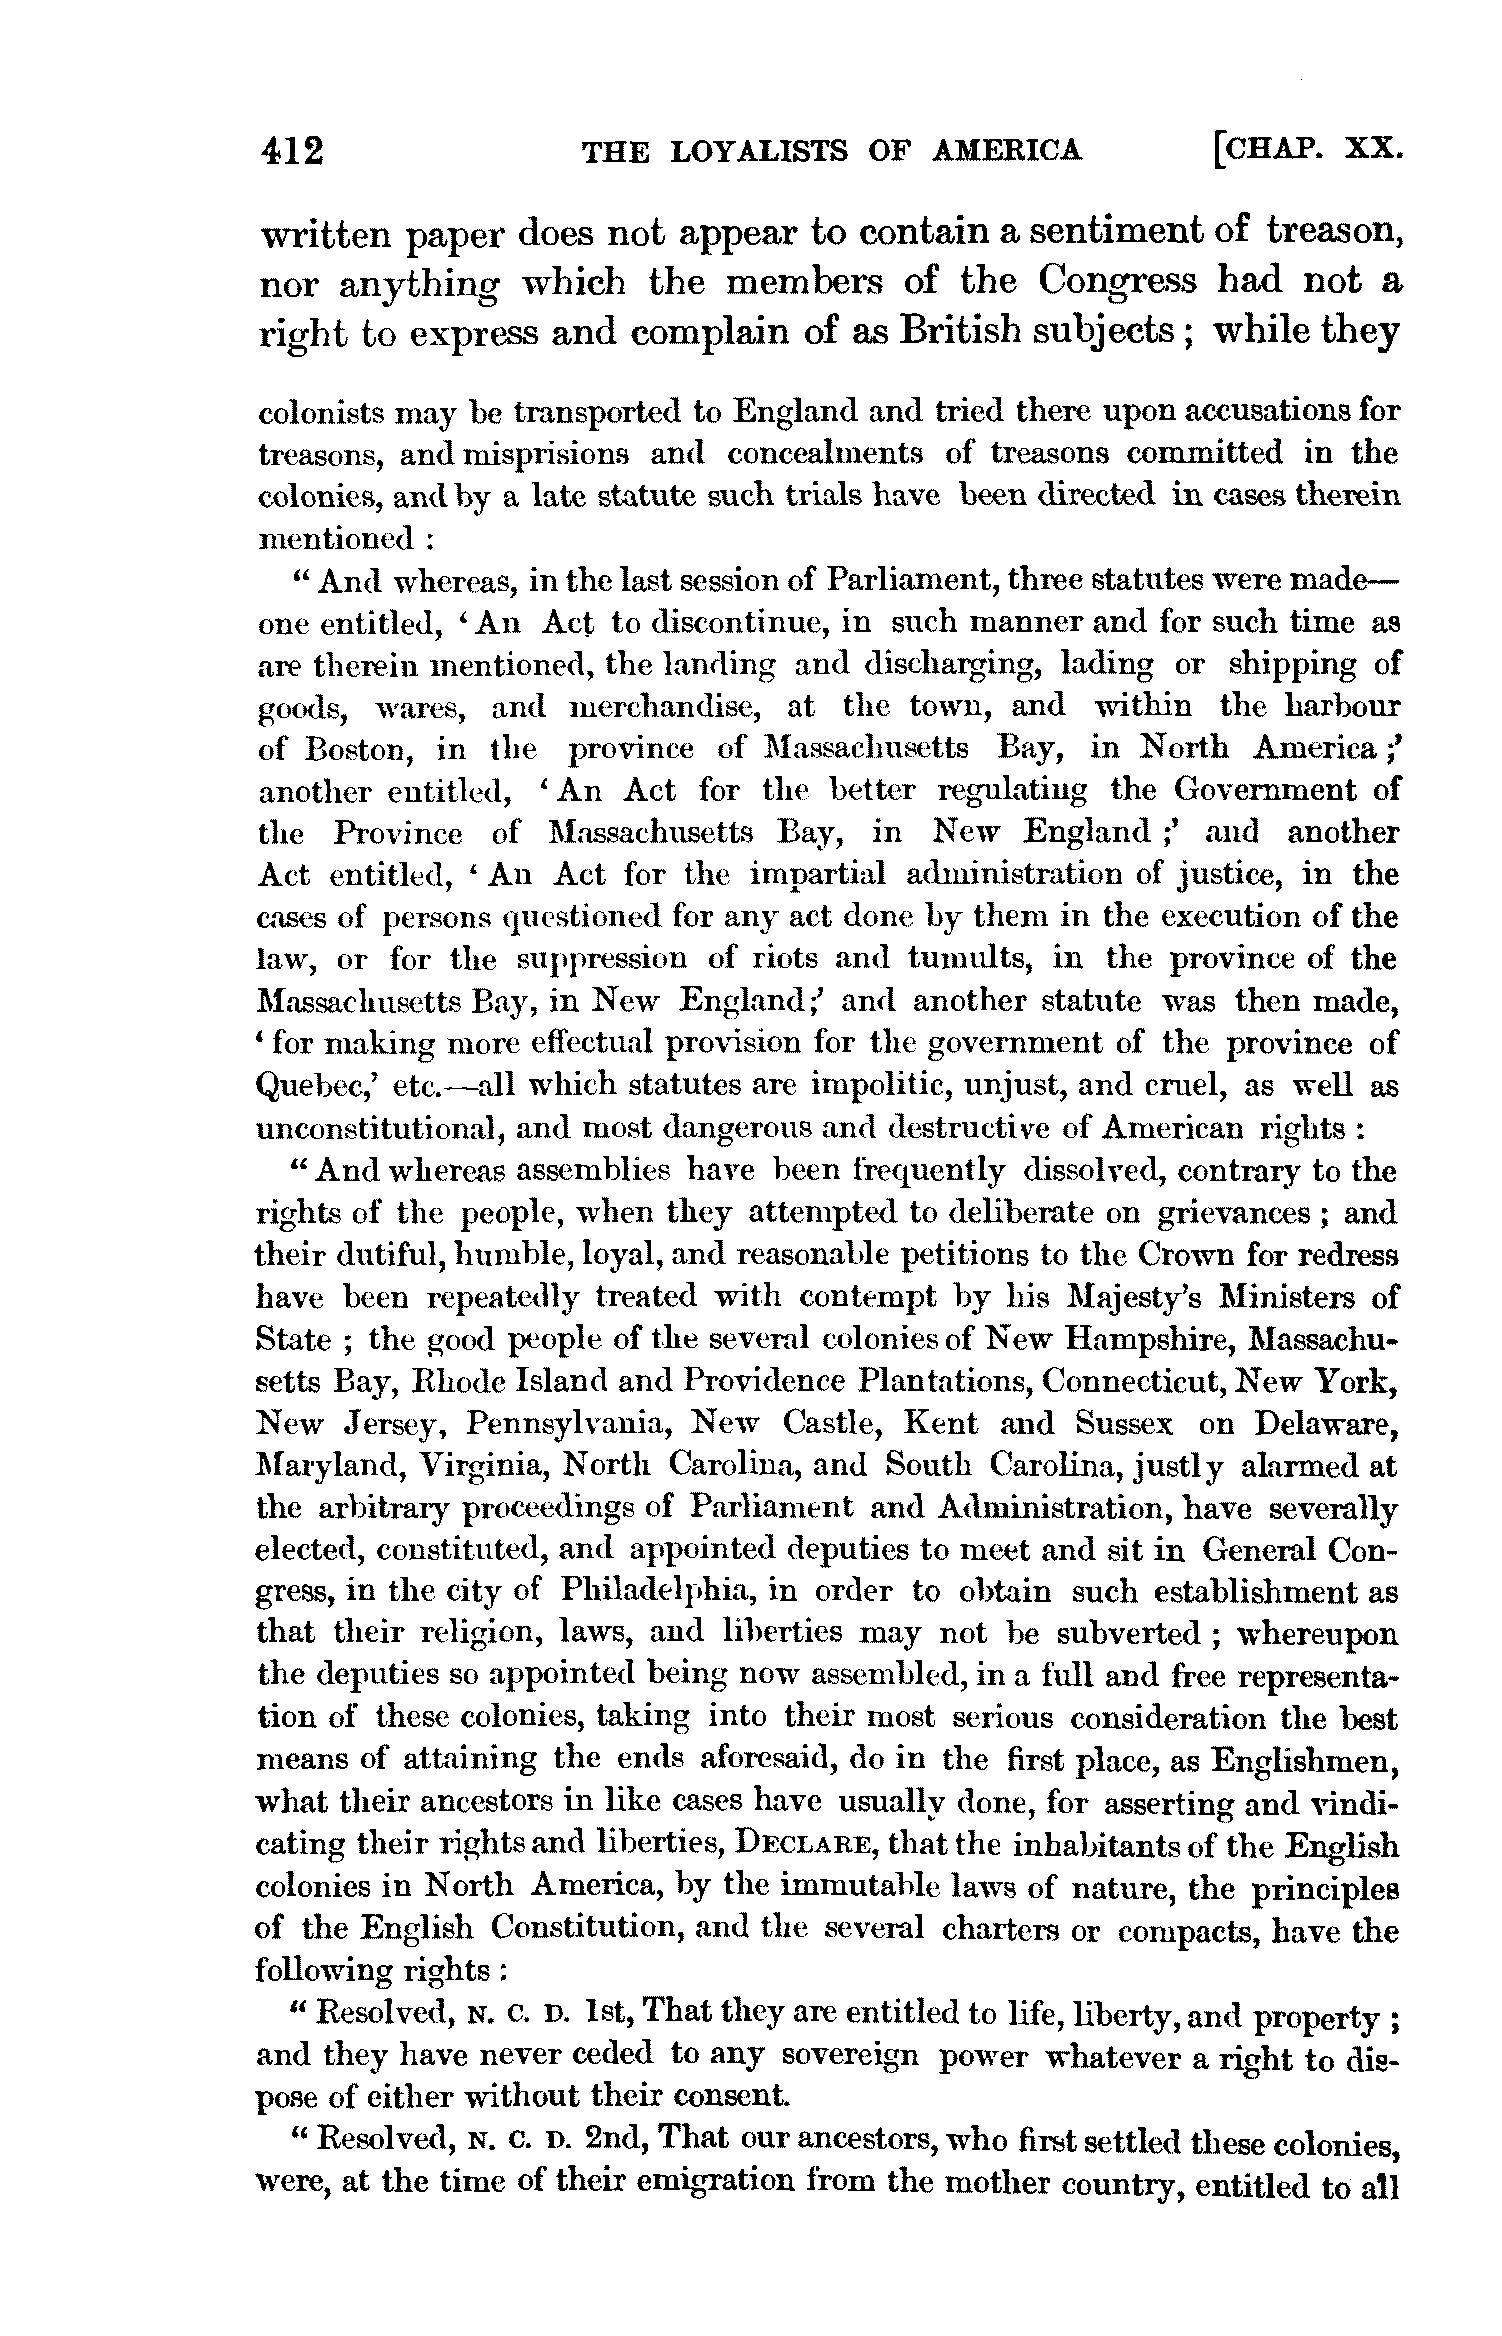 412 THE LOYALISTS OF AMERICA [CHAP. XX.
written paper does not appear to contain a sentiment of treason,
nor anything which the members of the Congress had not a
right to express and complain of as British subjects ; while they
colonists may be transported to England and tried there upon accusations for
treasons, and misprisions and concealments of treasons committed in the
colonies, and by a late statute such trials have been directed in cases therein
mentioned :
“ And whereas, in the last session of Parliament, three statutes were made—
one entitled, ‘ An Act to discontinue, in such manner and for such time as
are therein mentioned, the landing and discharging, lading or shipping of
goods, wares, and merchandise, at the town, and within the harbour
of Boston, in the province of Massachusetts Bay, in North America ;’
another entitled, ‘ An Act for the better regulating the Government of
the Province of Massachusetts Bay, in New England ;’ and another
Act entitled, ‘ An Act for the impartial administration of justice, in the
cases of persons questioned for any act done by them in the execution of the
law, or for the suppression of riots and tumults, in the province of the
Massachusetts Bay, in New England;’ and another statute was then made,
‘ for making more effectual provision for the government of the province of
Quebec,’ etc.—all which statutes are impolitic, unjust, and cruel, as well as
unconstitutional, and most dangerous and destructive of American rights :
“ And whereas assemblies have been frequently dissolved, contrary to the
rights of the people, when they attempted to deliberate on grievances ; and
their dutiful, humble, loyal, and reasonable petitions to the Crown for redress
have been repeatedly treated with contempt by his Majesty’s Ministers of
State ; the good people of the several colonies of New Hampshire, Massachu-
setts Bay, Rhode Island and Providence Plantations, Connecticut, New York,
New Jersey, Pennsylvania, New Castle, Kent and Sussex on Delaware,
Maryland, Virginia, North Carolina, and South Carolina, justly alarmed at
the arbitrary proceedings of Parliament and Administration, have severally
elected, constituted, and appointed deputies to meet and sit in General Con-
gress, in the city of Philadelphia, in order to obtain such establishment as
that their religion, laws, and liberties may not be subverted ; whereupon
the deputies so appointed being now assembled, in a full and free representa-
tion of these colonies, taking into their most serious consideration the best
means of attaining the ends aforesaid, do in the first place, as Englishmen,
what their ancestors in like cases have usually done, for asserting and vindi-
cating their rights and liberties, DECLARE, that the inhabitants of the English
colonies in North America, by the immutable laws of nature, the principles
of the English Constitution, and the several charters or compacts, have the
following rights :
“ Resolved, N. C. D. 1st, That they are entitled to life, liberty, and property ;
and they have never ceded to any sovereign power whatever a right to dis-
pose of either without their consent.
“ Resolved, N. C. D. 2nd, That our ancestors, who first settled these colonies,
were, at the time of their emigration from the mother country, entitled to all